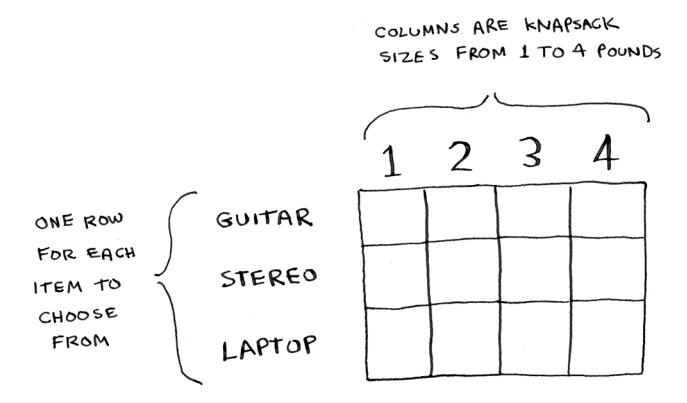 COLUMNS ARE KNAPSACK
SIZES FROM 1 TO 4 POUNDS
1 2 3 4
ONE ROW
FOR EACH
ITEM TO
CHOOSE
FROM
GUITAR
STEREO
LAPTOP